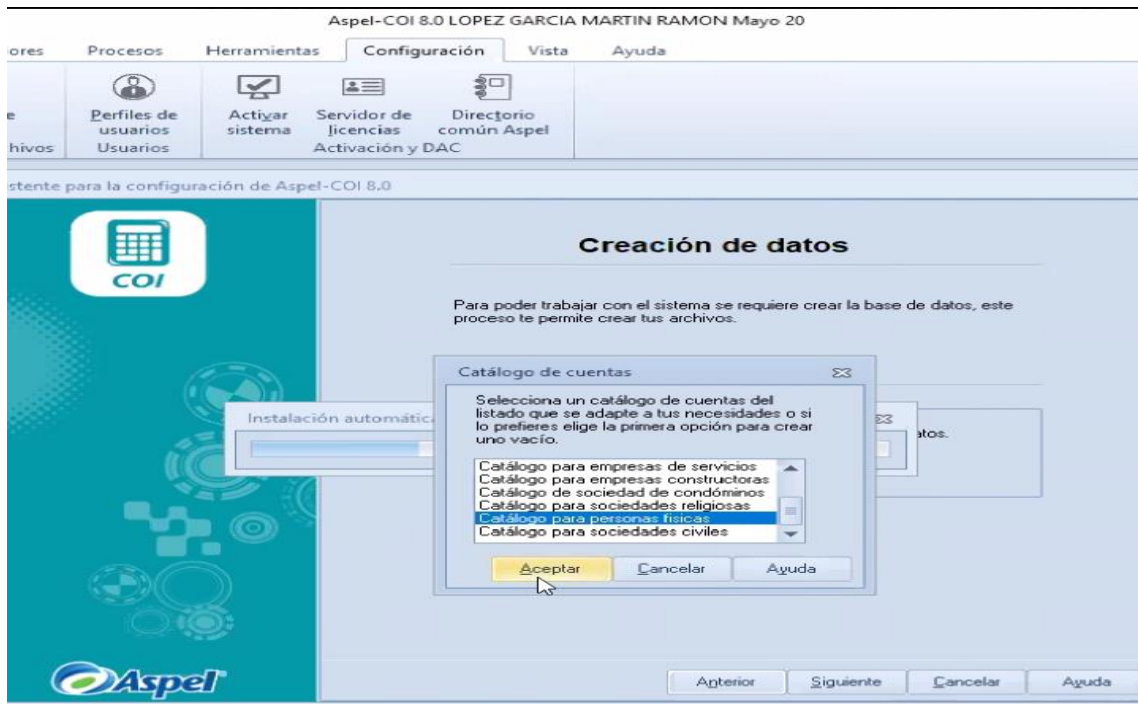 Aspel-COI 8.0 LOPEZ GARCIA MARTIN RAMON Mayo 20
ores Procesos Herramientas Configuración Vista Ayuda
e Perfiles de Activar Servidor de Directorio
usuarios sistema licencias común Aspel
hivos Usuarios Activación y DAC
stente para la configuración de Aspel-COI 8.0
COI
Creación de datos
Para poder trabajar con el sistema se requiere crear la base de datos, este
proceso te permite crear tus archivos.
Instalación automátic
atos.
Catálogo de cuentas
Selecciona un catálogo de cuentas del
listado que se adapte a tus necesidades o si
lo prefieres elige la primera opción para crear
uno vacío.
Catálogo para empresas de servicios
Catálogo para empresas constructoras
Catálogo de sociedad de condóminos
Catálogo para sociedades religiosas
Catálogo para personas físicas
Catálogo para sociedades civiles
Aceptar Cancelar Ayuda
Aspel
Anterior Siguiente Cancelar Ayuda